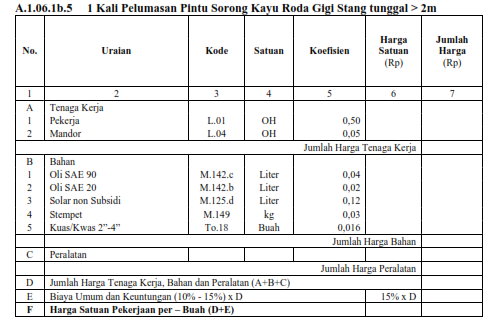 A.1.06.1b.5 1 Kali Pelumasan Pintu Sorong Kayu Roda Gigi Stang tunggal > 2m
No. Uraian Kode Satuan Koefisien Harga Satuan (Rp) Jumlah Harga (Rp)
1 2 3 4 5 6 7
A Tenaga Kerja
1 Pekerja L.01 OH 0,50
2 Mandor L.04 OH 0,05
Jumlah Harga Tenaga Kerja
B Bahan
1 Oli SAE 90 M.142.c Liter 0,04
2 Oli SAE 20 M.142.b Liter 0,02
3 Solar non Subsidi M.125.d Liter 0,12
4 Stempet M.149 kg 0,03
5 Kuas/Kwas 2"-4" To.18 Buah 0,016
Jumlah Harga Bahan
C Peralatan
Jumlah Harga Peralatan
D Jumlah Harga Tenaga Kerja, Bahan dan Peralatan (A+B+C)
E Biaya Umum dan Keuntungan (10% - 15%) x D 15% x D
F Harga Satuan Pekerjaan per – Buah (D+E)